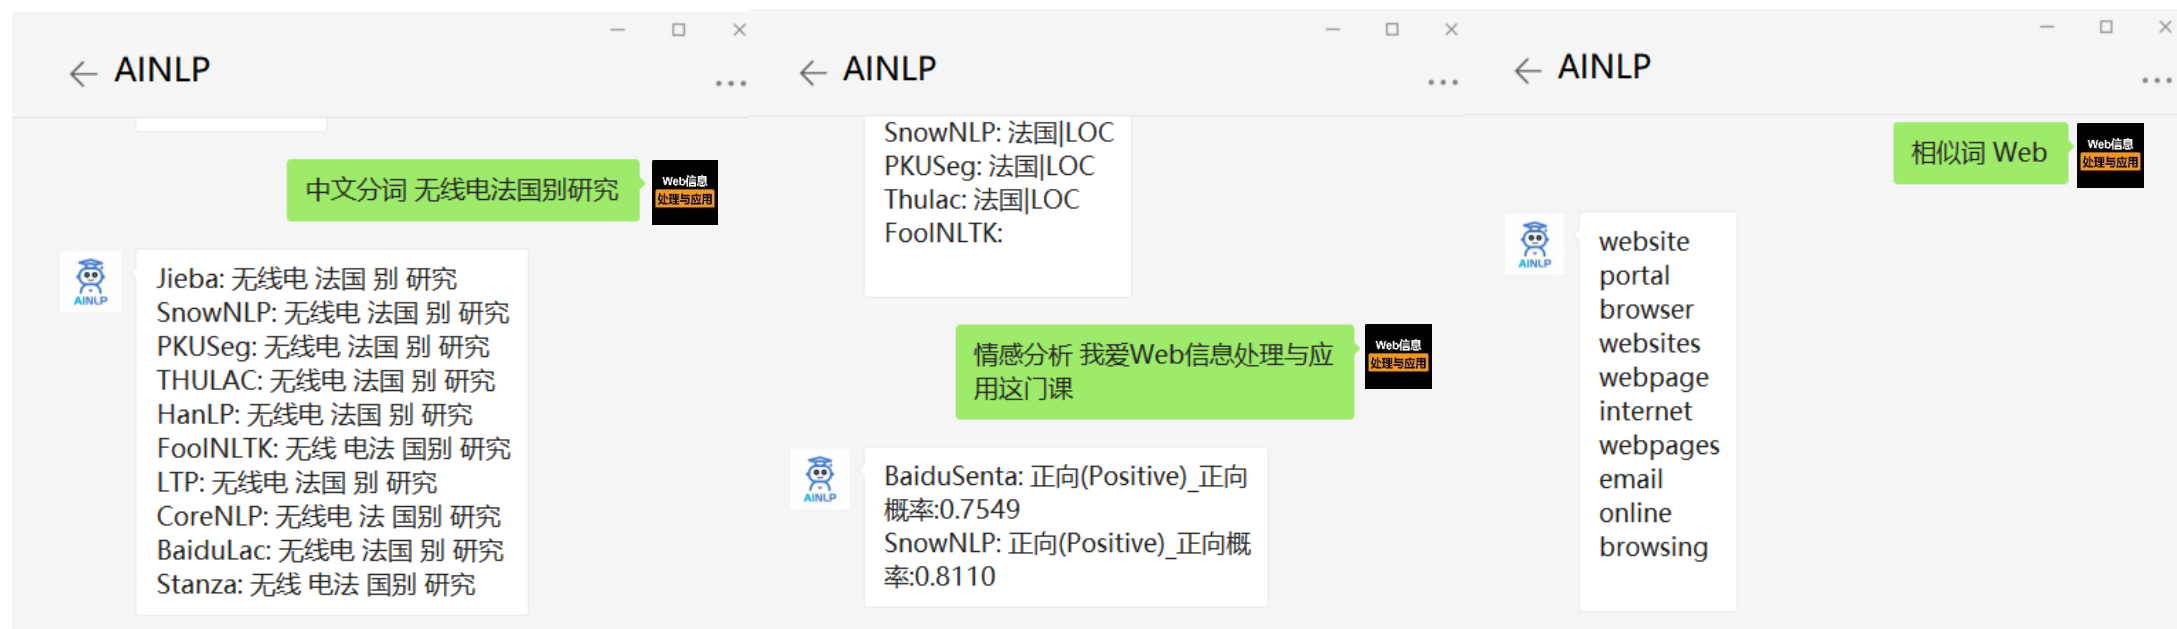 AINLP
中文分词 无线电法国别研究
Web信息
处理与应用
AINLP
Jieba: 无线电 法国 别 研究
SnowNLP: 无线电 法国 别 研究
PKUSeg: 无线电 法国 别 研究
THULAC: 无线电 法国 别 研究
HanLP: 无线电 法国 别 研究
FoolNLTK: 无线 电法 国别 研究
LTP: 无线电 法国 别 研究
CoreNLP: 无线电 法 国别 研究
BaiduLac: 无线电 法国 别 研究
Stanza: 无线 电法 国别 研究
AINLP
SnowNLP: 法国|LOC
PKUSeg: 法国|LOC
Thulac: 法国|LOC
FoolNLTK:
情感分析 我爱Web信息处理与应
用这门课
Web信息
处理与应用
AINLP
BaiduSenta: 正向(Positive)_正向
概率:0.7549
SnowNLP: 正向(Positive)_正向概
率:0.8110
AINLP
相似词 Web
Web信息
处理与应用
AINLP
website
portal
browser
websites
webpage
internet
webpages
email
online
browsing